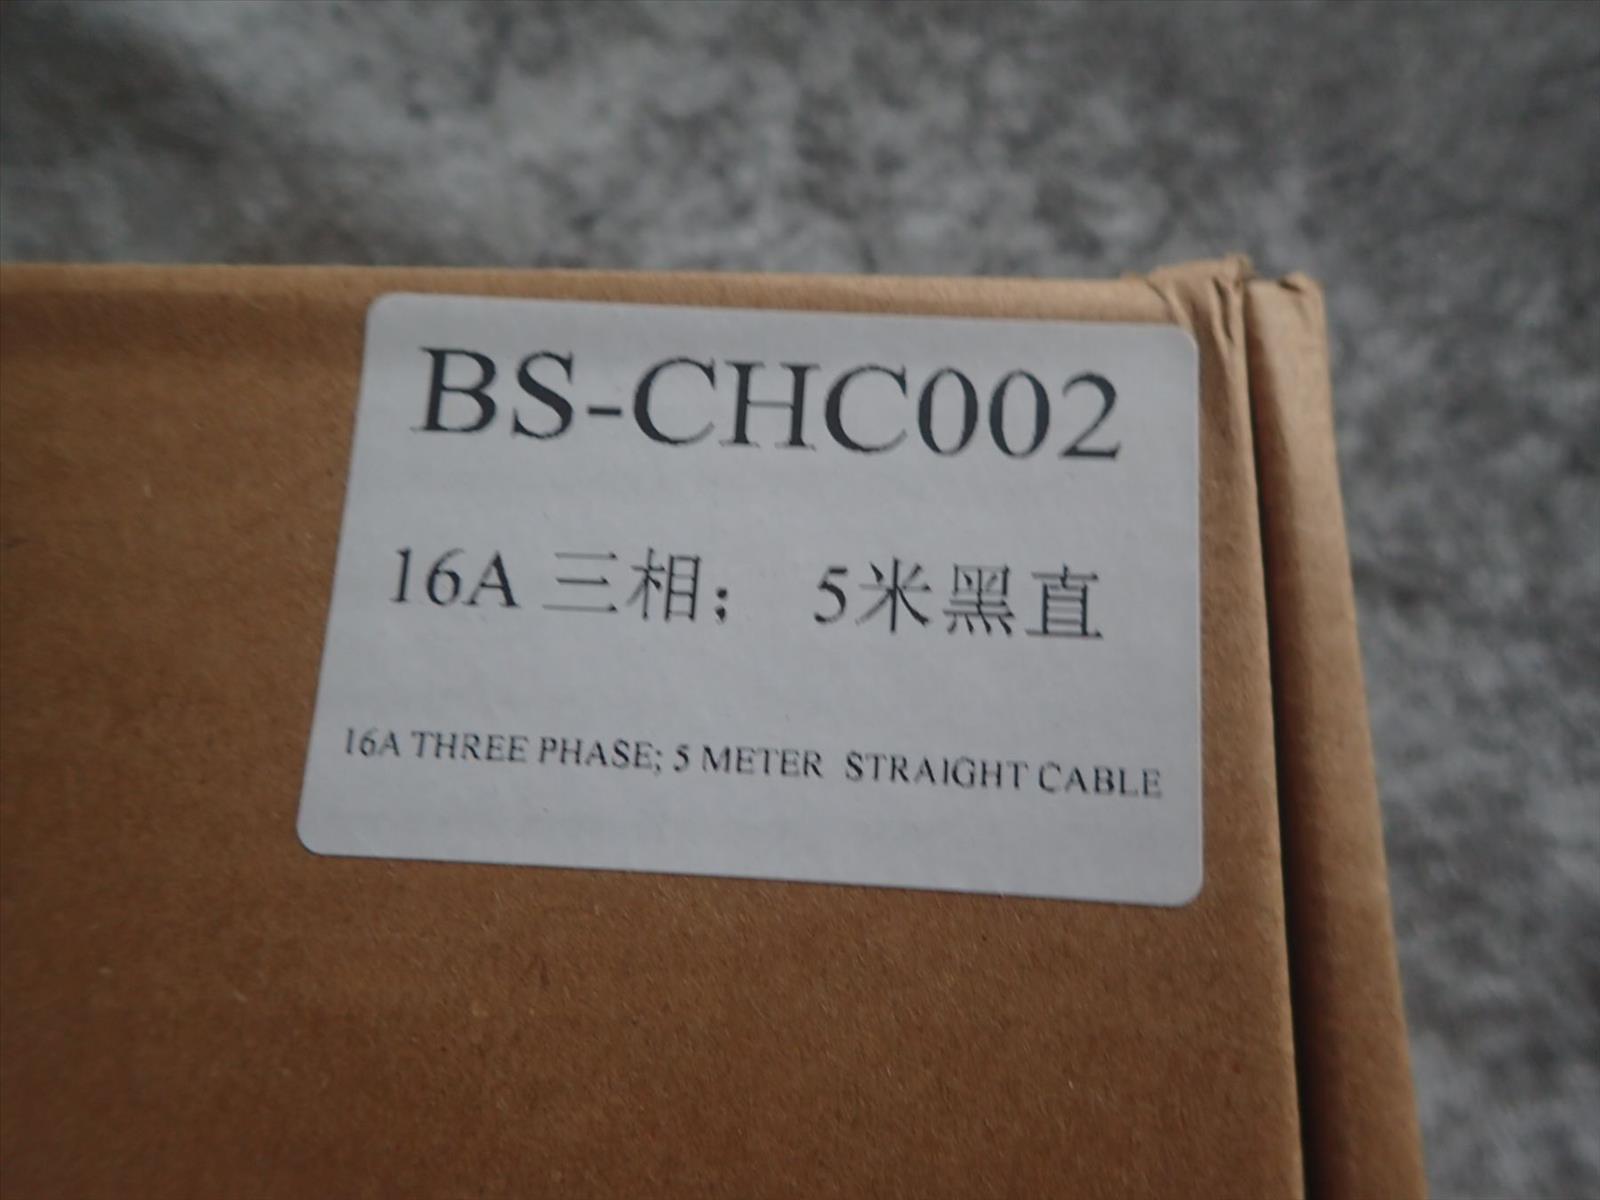 BS-CHC002
16A 三相； 5米黑直
16A THREE PHASE; 5 METER STRAIGHT CABLE